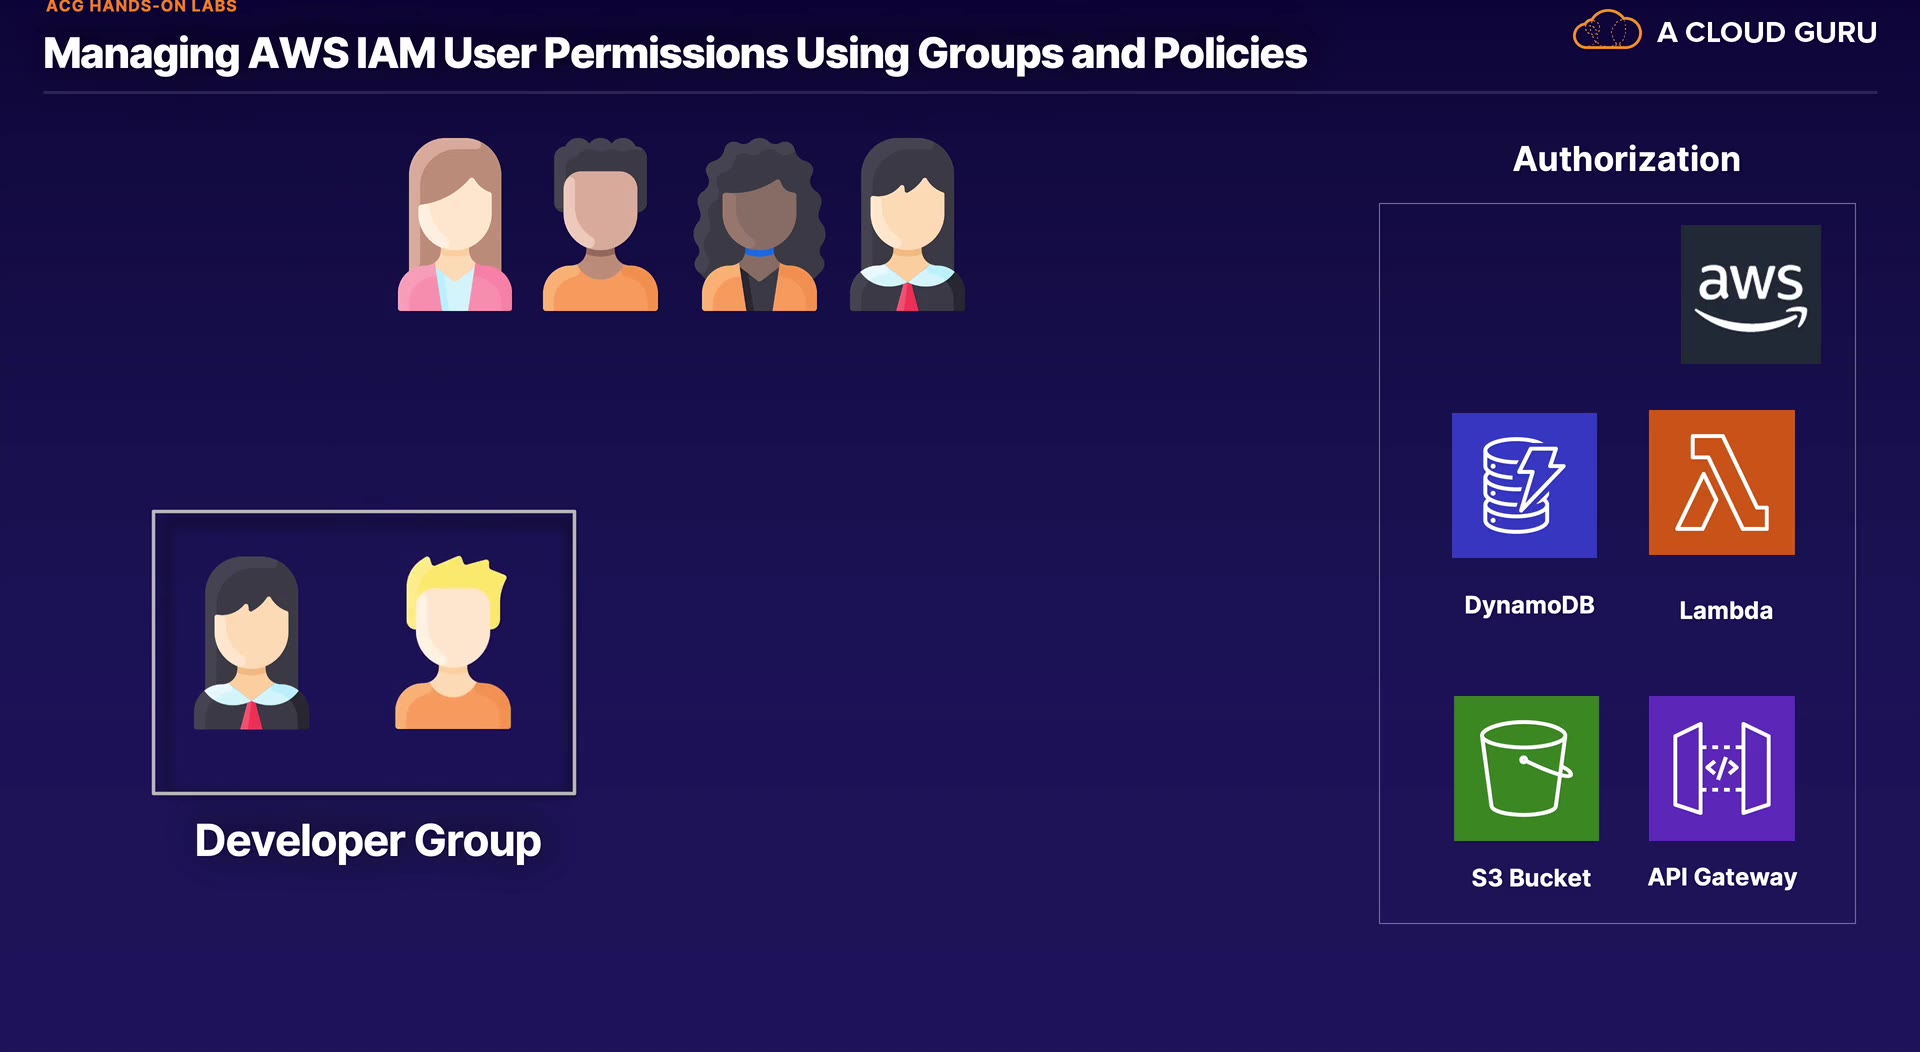 ACG HANDS-ON LABS
Managing AWS IAM User Permissions Using Groups and Policies
A CLOUD GURU
Authorization
aws
DynamoDB
Lambda
S3 Bucket
API Gateway
Developer Group